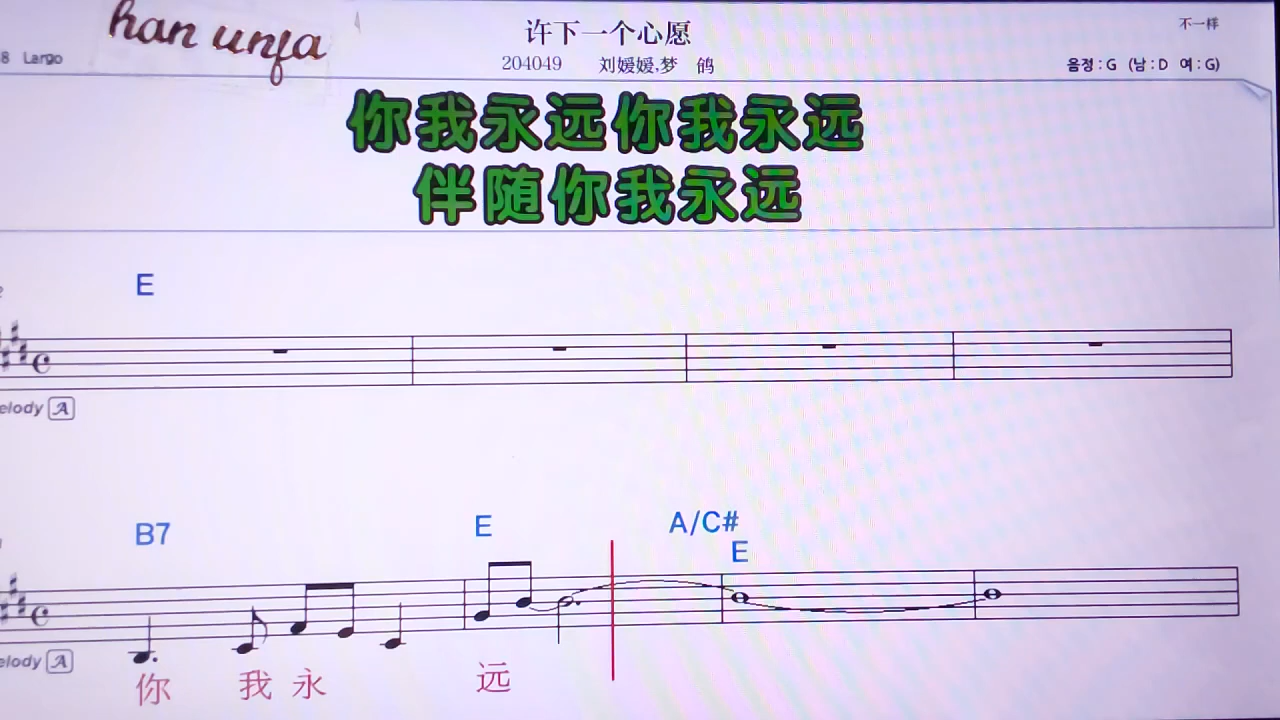 han unfa
许下一个心愿
不一样
8 Largo
204049 刘媛媛,梦 鸽
음정 : G (남 : D 여 : G)
你我永远你我永远
伴随你我永远
E
elody A
B7 E A/C#
E
elody A
你 我 永 远